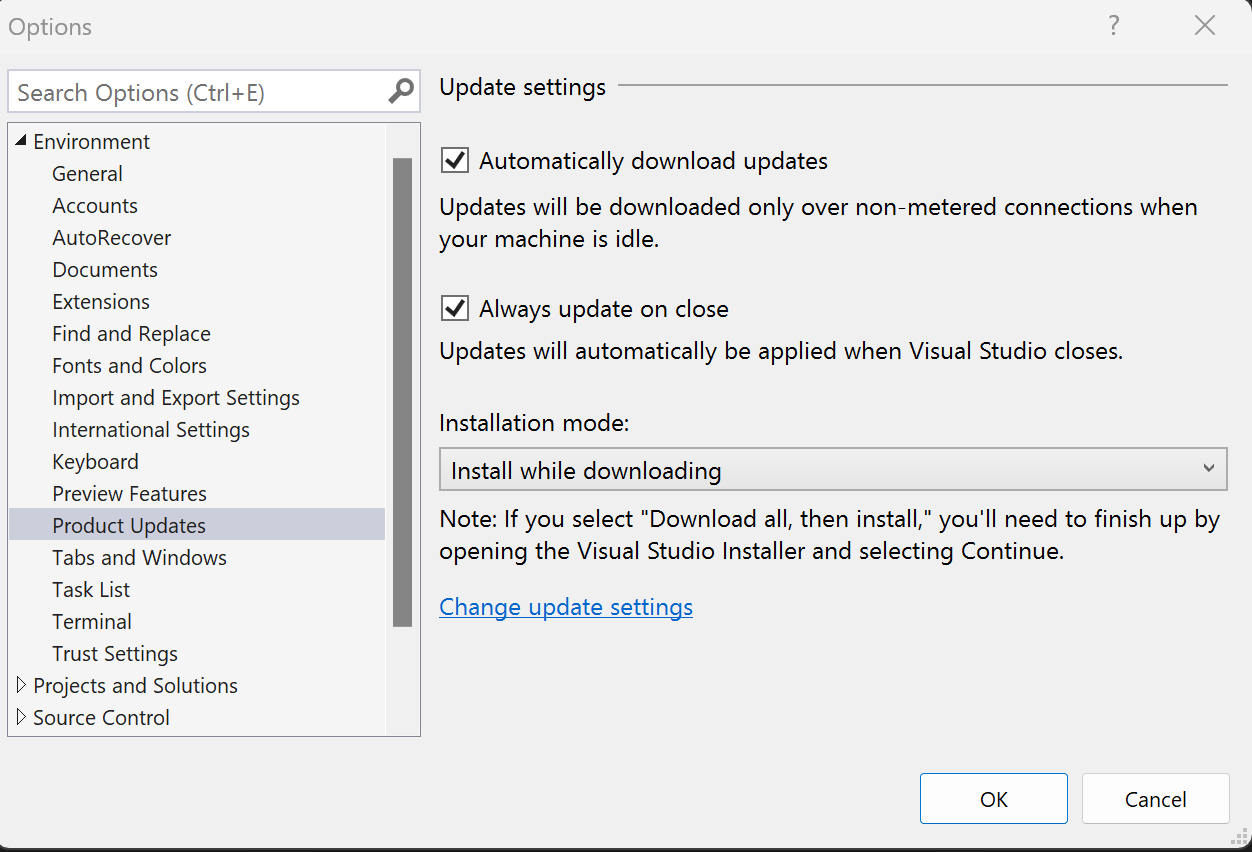 Options
?
Search Options (Ctrl+E)
Environment
General
Accounts
AutoRecover
Documents
Extensions
Find and Replace
Fonts and Colors
Import and Export Settings
International Settings
Keyboard
Preview Features
Product Updates
Tabs and Windows
Task List
Terminal
Trust Settings
Projects and Solutions
Source Control
Update settings
Automatically download updates
Updates will be downloaded only over non-metered connections when
your machine is idle.
Always update on close
Updates will automatically be applied when Visual Studio closes.
Installation mode:
Install while downloading
Note: If you select "Download all, then install," you'll need to finish up by
opening the Visual Studio Installer and selecting Continue.
Change update settings
OK
Cancel